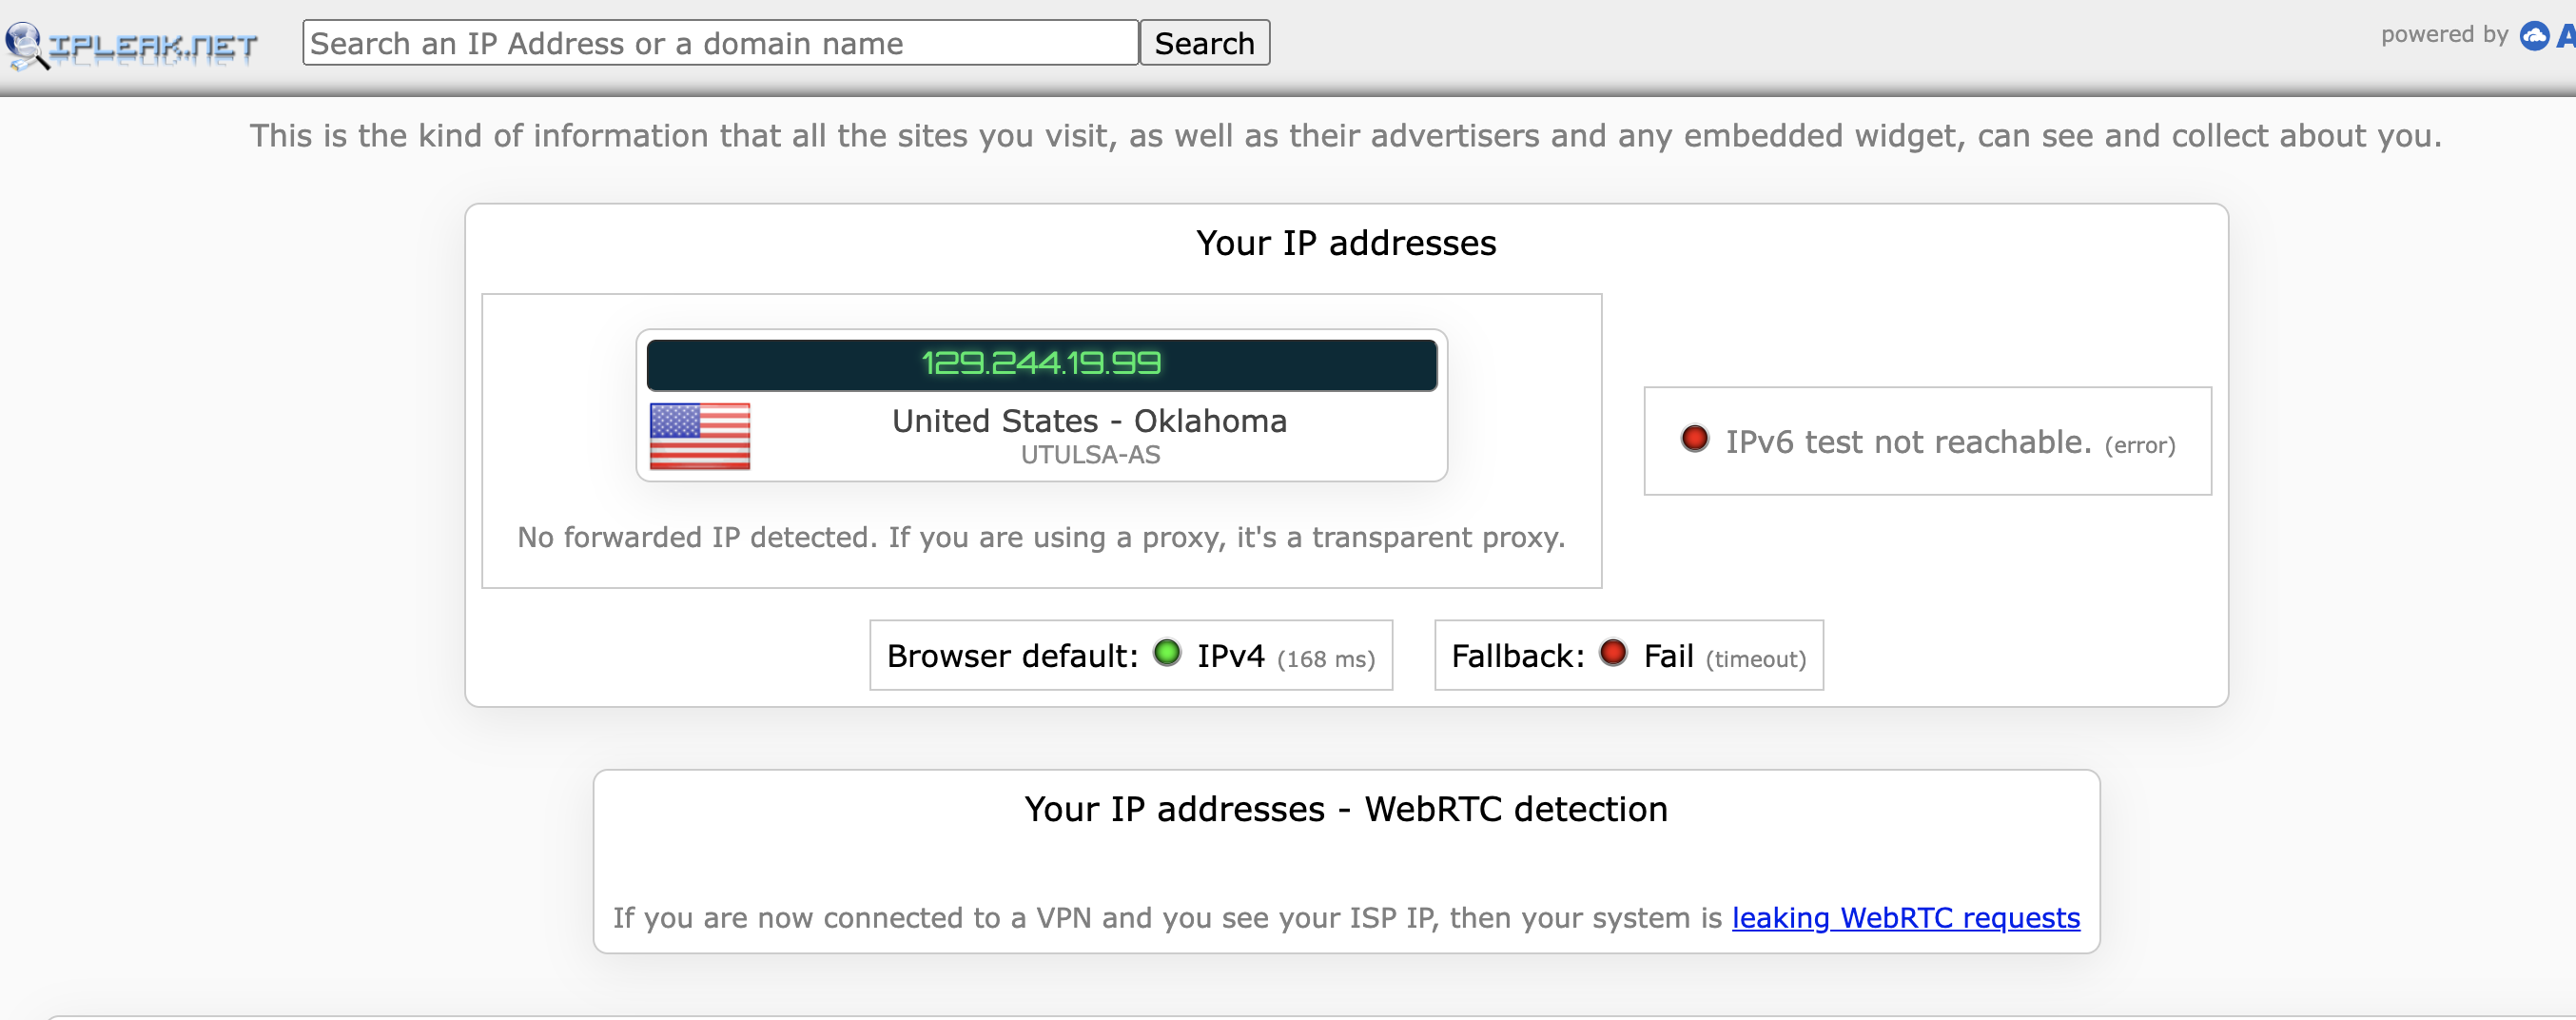 IPLEAK.NET
Search an IP Address or a domain name
Search
powered by
This is the kind of information that all the sites you visit, as well as their advertisers and any embedded widget, can see and collect about you.
Your IP addresses
129.244.19.99
United States - Oklahoma
UTULSA-AS
No forwarded IP detected. If you are using a proxy, it's a transparent proxy.
IPv6 test not reachable. (error)
Browser default: IPv4 (168 ms)
Fallback: Fail (timeout)
Your IP addresses - WebRTC detection
If you are now connected to a VPN and you see your ISP IP, then your system is leaking WebRTC requests